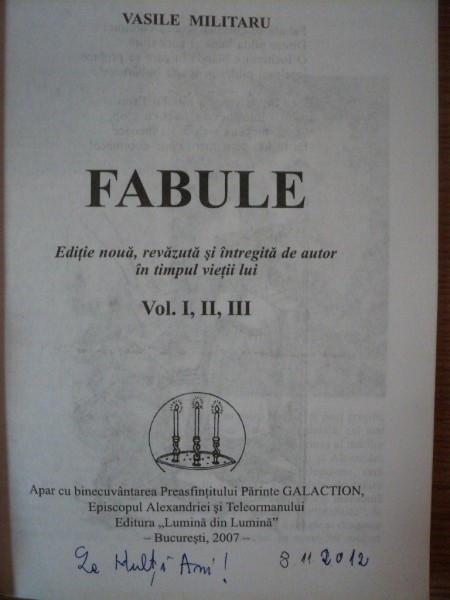 VASILE MILITARU
FABULE
Ediție nouă, revăzută și întregită de autor
în timpul vieții lui
Vol. I, II, III
Apar cu binecuvântarea Preasfințitului Părinte GALACTION,
Episcopul Alexandriei și Teleormanului
Editura „Lumină din Lumină”
– București, 2007 –
La Mulți Ani! 8 11 2012